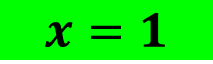 x = 1